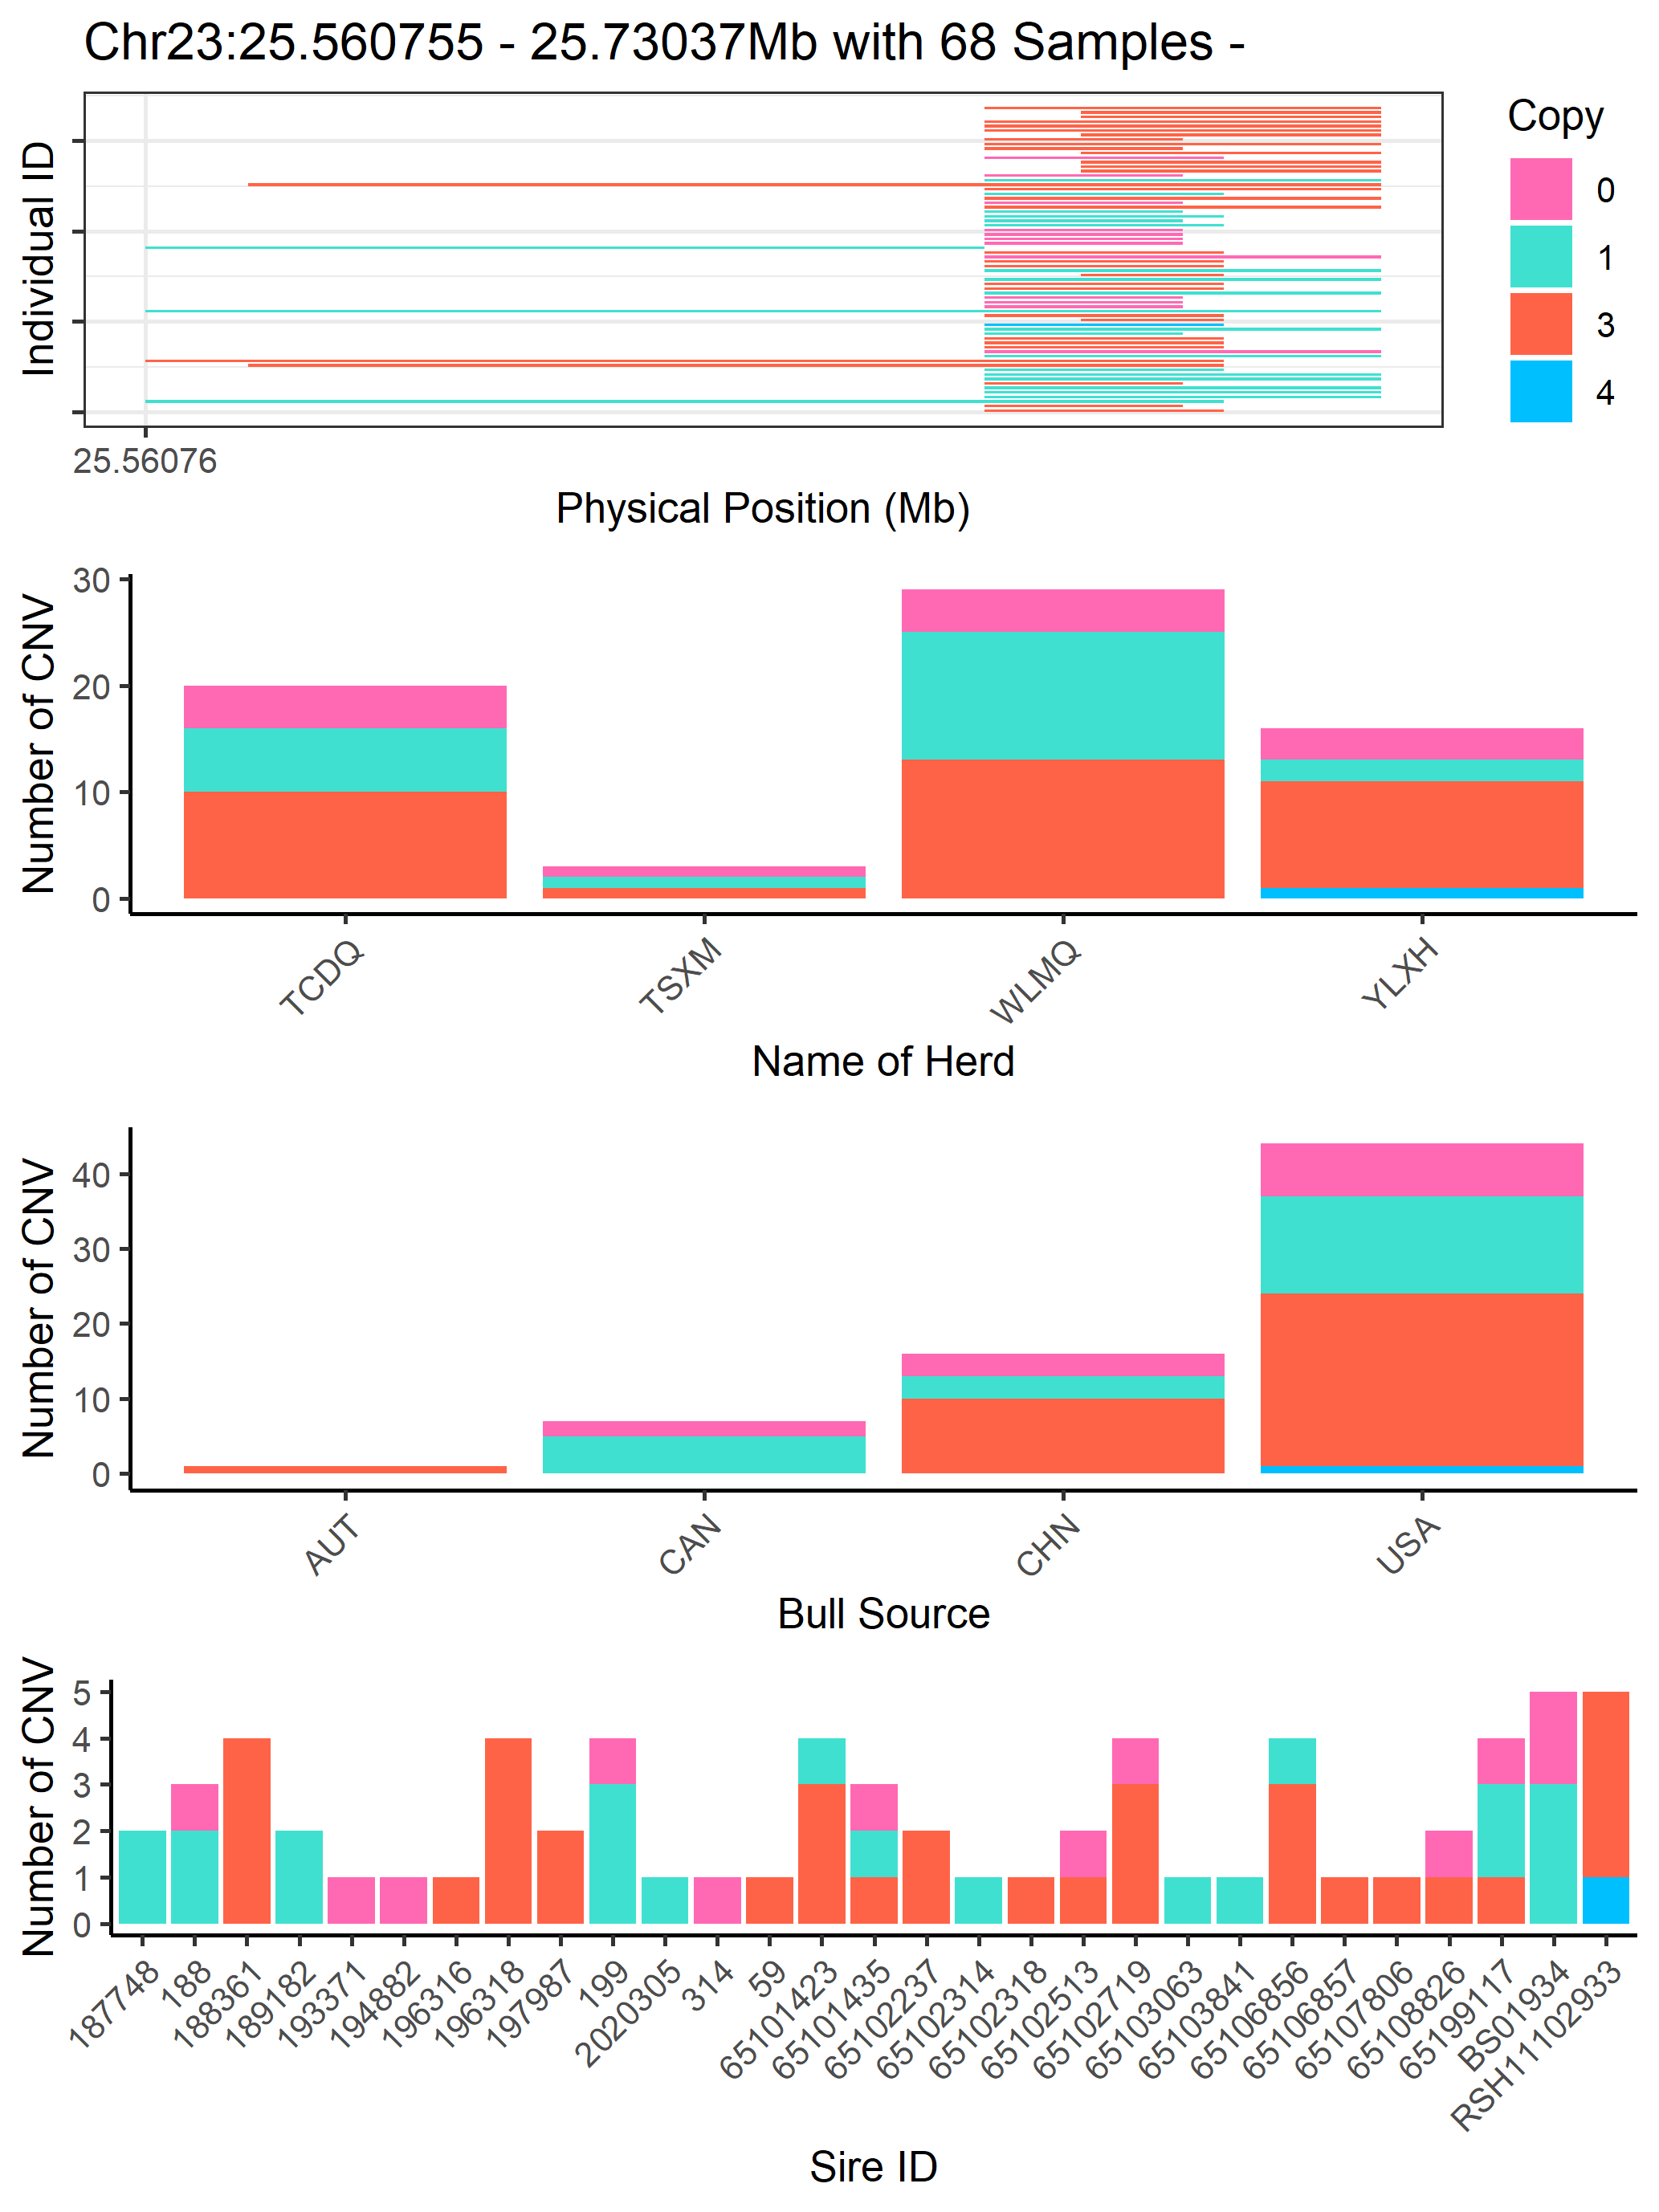 Chr23:25.560755 - 25.73037Mb with 68 Samples -
Individual ID
25.56076
Physical Position (Mb)
Copy
0
1
3
4
Number of CNV
30
20
10
0
TCDQ
TSXM
WLMQ
YLXH
Name of Herd
Number of CNV
40
30
20
10
0
AUT
CAN
CHN
USA
Bull Source
Number of CNV
5
4
3
2
1
0
187748
188
188361
189182
193371
194882
196316
196318
197987
199
2020305
314
59
65101423
65101435
65102237
65102314
65102318
65102513
65102719
65103063
65103841
65106856
65106857
65107806
65108826
65199117
BS01934
RSH11102933
Sire ID